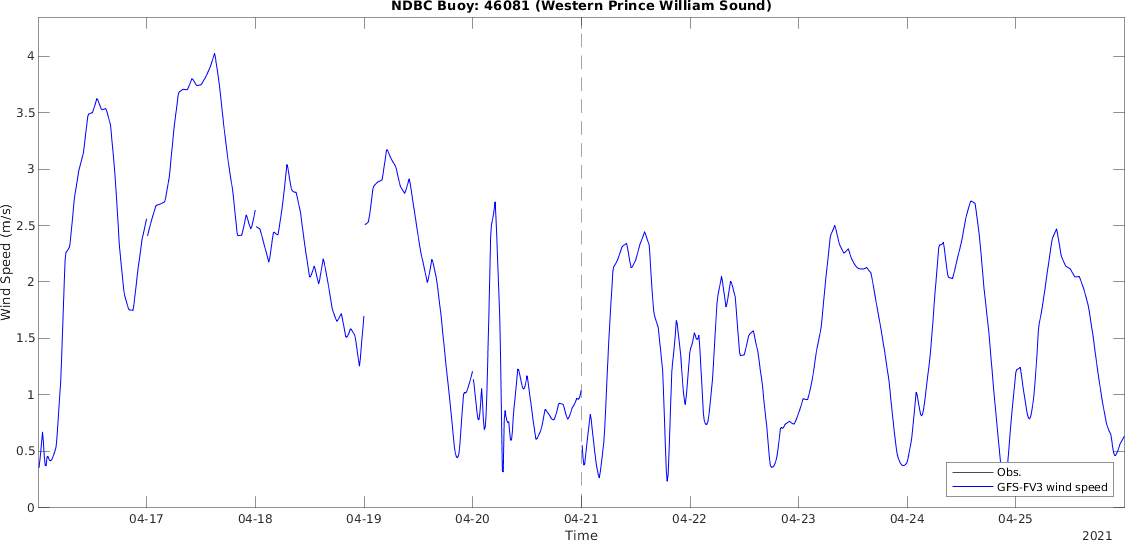 NDBC Buoy: 46081 (Western Prince William Sound)
Wind Speed (m/s)
4
3.5
3
2.5
2
1.5
1
0.5
0
Obs.
GFS-FV3 wind speed
04-17 04-18 04-19 04-20 04-21 04-22 04-23 04-24 04-25
Time
2021